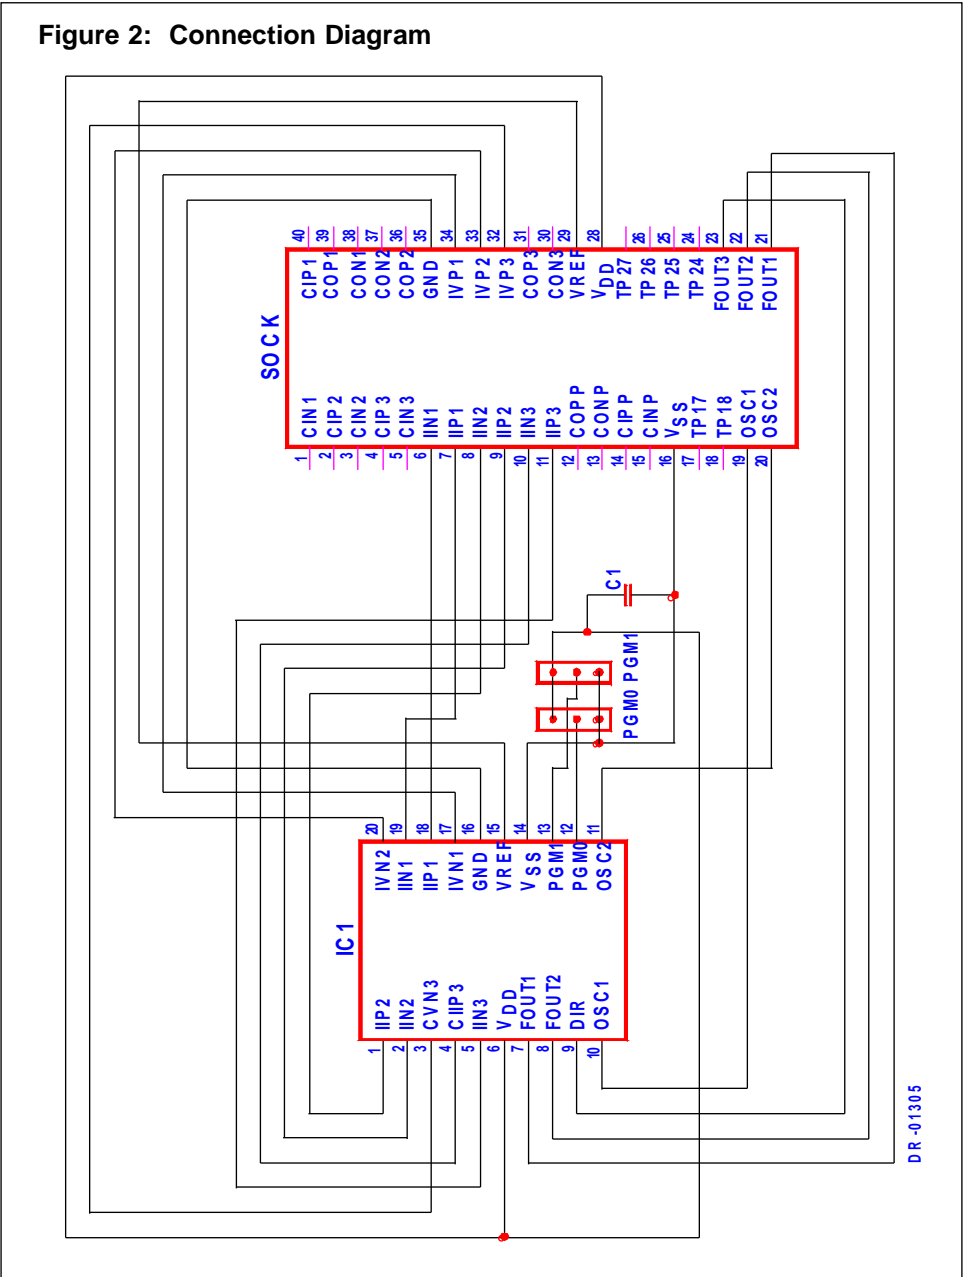 Figure 2: Connection Diagram
40 39 38 37 36 35 34 33 32 31 30 29 28 26 25 24 23 22 21
CIP1 COP1 CON1 CON2 COP2 GND IVP1 IVP2 IVP3 COP3 CON3 VREF VDD TP27 TP26 TP25 TP24 FOUT3 FOUT2 FOUT1
SOCK
CIN1 CIP2 CIN2 CIP3 CIN3 IIN1 IIP1 IIN2 IIP2 IIN3 IIP3 COPP CONP CIPP CINP VSS TP17 TP18 OSC1 OSC2
1 2 3 4 5 6 7 8 9 10 11 12 13 14 15 16 17 18 19 20
C1
PGM0 PGM1
20 19 18 17 16 15 14 13 12 11
IVN2 IIN1 IIP1 IVN1 GND VREF VSS PGM1 PGM0 OSC2
IC1
IIP2 IIN2 CVN3 CIIP3 IIN3 VDD FOUT1 FOUT2 DIR OSC1
1 2 3 4 5 6 7 8 9 10
DR-01305